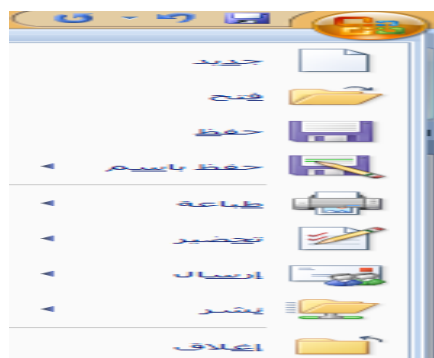 جديد
فتح
حفظ
حفظ باسم
طباعة
تحضير
إرسال
نشر
إغلاق